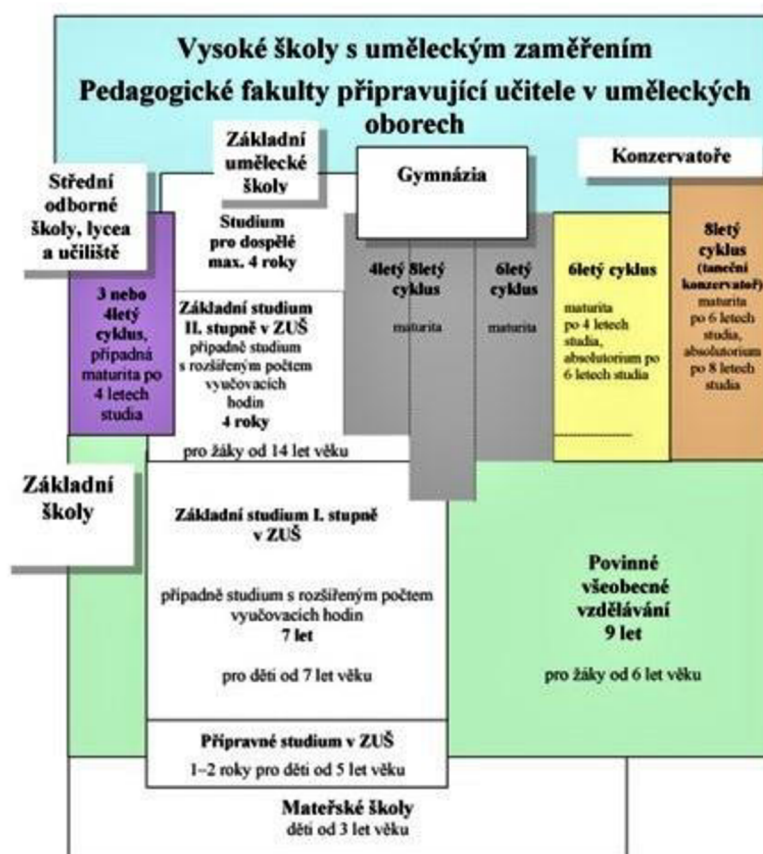 Vysoké školy s uměleckým zaměřením
Pedagogické fakulty připravující učitele v uměleckých
oborech
Střední
odborné
školy, lycea
a učiliště
Základní
umělecké
školy
Gymnázia
Konzervatoře
3 nebo
4letý
cyklus,
případná
maturita po
4 letech
studia
Studium
pro dospělé
max. 4 roky
Základní studium
II. stupně v ZUŠ
případně studium
s rozšířeným počtem
vyučovacích
hodin
4 roky
pro žáky od 14 let věku
4letý 8letý
cyklus
maturita
6letý
cyklus
maturita
6letý cyklus
maturita
po 4 letech
studia,
absolutorium po
6 letech studia
8letý
cyklus
(taneční
konzervatoř)
maturita
po 6 letech
studia,
absolutorium
po 8 letech
studia
Základní
školy
Základní studium I. stupně
v ZUŠ
případně studium s rozšířeným počtem
vyučovacích hodin
7 let
pro děti od 7 let věku
Povinné
všeobecné
vzdělávání
9 let
pro žáky od 6 let věku
Přípravné studium v ZUŠ
1–2 roky pro děti od 5 let věku
Mateřské školy
děti od 3 let věku